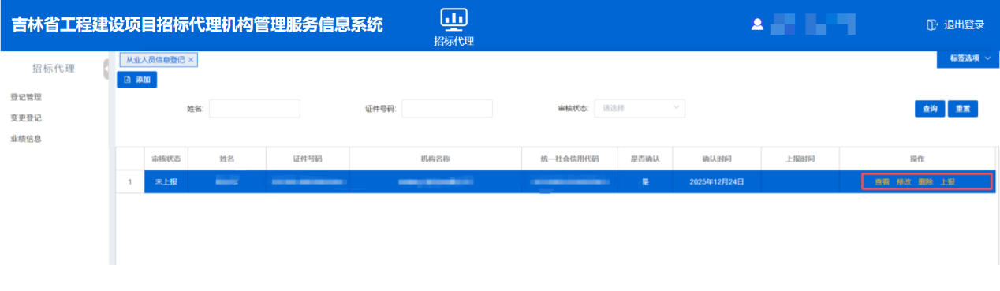 吉林省工程建设项目招标代理机构管理服务信息系统
招标代理
退出登录
招标代理
从业人员信息登记 ×
标签选项
添加
登记管理
变更登记
业绩信息
姓名:
证件号码:
审核状态: 请选择
查询 重置
审核状态 姓名 证件号码 机构名称 统一社会信用代码 是否确认 确认时间 上报时间 操作
1 未上报 是 2025年12月24日 查看 修改 删除 上报